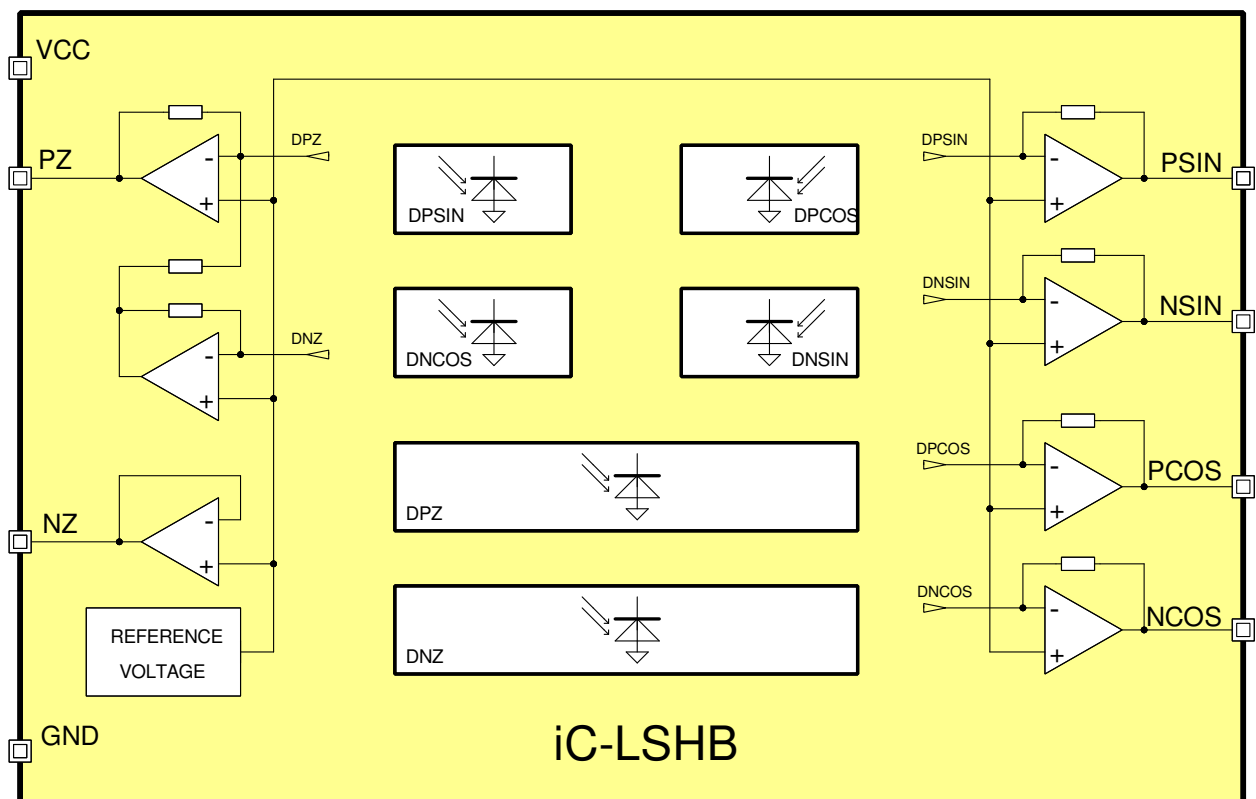 VCC
PZ
DPZ
-
+
DNZ
-
+
NZ
-
+
REFERENCE
VOLTAGE
GND
DPSIN
DPCOS
DNCOS
DNSIN
DPZ
DNZ
iC-LSHB
DPSIN
-
+
PSIN
DNSIN
-
+
NSIN
DPCOS
-
+
PCOS
DNCOS
-
+
NCOS